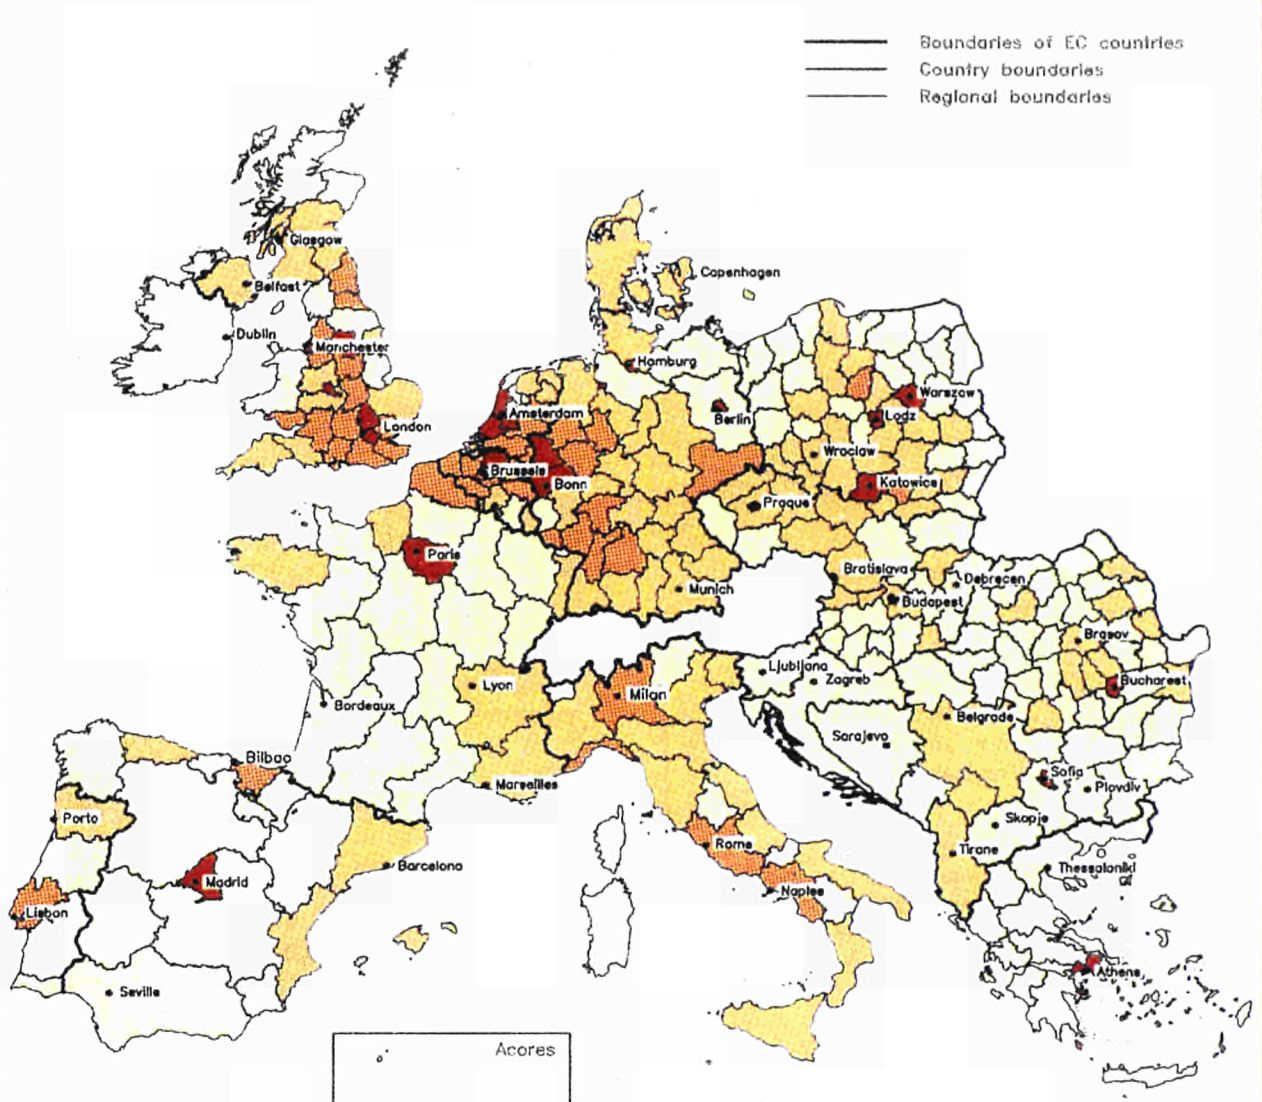 Boundaries of EC countries
Country boundaries
Regional boundaries
Glasgow
Copenhagen
Belfast
Dublin
Manchester
Hamburg
Warszaw
Amsterdam
Berlin
Lodz
London
Wroclaw
Brussels
Katowice
Bonn
Prague
Paris
Bratislava
Debrecen
Munich
Budapest
Brasov
Ljubljana
Zagreb
Bucharest
Lyon
Milan
Bordeaux
Belgrade
Sarajevo
Bilbao
Sofia
Marseilles
Plovdiv
Porto
Skopje
Rome
Tirane
Barcelona
Thessaloniki
Madrid
Naples
Lisbon
Athens
Seville
Acores